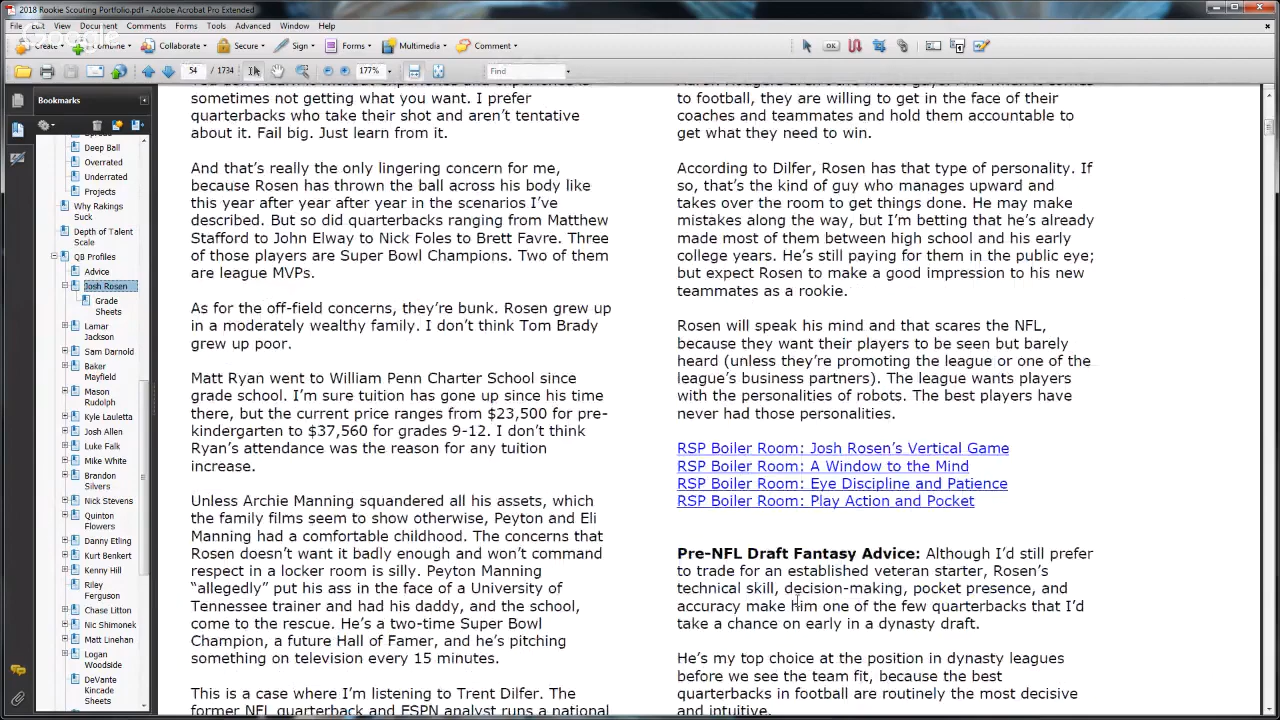 2018 Rookie Scouting Portfolio.pdf - Adobe Acrobat Pro Extended
File Edit View Document Comments Forms Tools Advanced Window Help
Google
Create Combine Collaborate Secure Sign Forms Multimedia Comment
54 / 1734 177% Find
Bookmarks
Deep Ball
Overrated
Underrated
Projects
Why Rakings
Suck
Depth of Talent
Scale
QB Profiles
Advice
Josh Rosen
Grade
Sheets
Lamar
Jackson
Sam Darnold
Baker
Mayfield
Mason
Rudolph
Kyle Lauletta
Josh Allen
Luke Falk
Mike White
Brandon
Silvers
Nick Stevens
Quinton
Flowers
Danny Etling
Kurt Benkert
Kenny Hill
Riley
Ferguson
Chase Litton
Nic Shimonek
Matt Linehan
Logan
Woodside
DeVante
Kincade
Sheets
sometimes not getting what you want. I prefer
quarterbacks who take their shot and aren't tentative
about it. Fail big. Just learn from it.
And that's really the only lingering concern for me,
because Rosen has thrown the ball across his body like
this year after year after year in the scenarios I've
described. But so did quarterbacks ranging from Matthew
Stafford to John Elway to Nick Foles to Brett Favre. Three
of those players are Super Bowl Champions. Two of them
are league MVPs.
As for the off-field concerns, they're bunk. Rosen grew up
in a moderately wealthy family. I don't think Tom Brady
grew up poor.
Matt Ryan went to William Penn Charter School since
grade school. I'm sure tuition has gone up since his time
there, but the current price ranges from $23,500 for pre-
kindergarten to $37,560 for grades 9-12. I don't think
Ryan's attendance was the reason for any tuition
increase.
Unless Archie Manning squandered all his assets, which
the family films seem to show otherwise, Peyton and Eli
Manning had a comfortable childhood. The concerns that
Rosen doesn't want it badly enough and won't command
respect in a locker room is silly. Peyton Manning
"allegedly" put his ass in the face of a University of
Tennessee trainer and had his daddy, and the school,
come to the rescue. He's a two-time Super Bowl
Champion, a future Hall of Famer, and he's pitching
something on television every 15 minutes.
This is a case where I'm listening to Trent Dilfer. The
former NFL quarterback and ESPN analyst runs a national
to football, they are willing to get in the face of their
coaches and teammates and hold them accountable to
get what they need to win.
According to Dilfer, Rosen has that type of personality. If
so, that's the kind of guy who manages upward and
takes over the room to get things done. He may make
mistakes along the way, but I'm betting that he's already
made most of them between high school and his early
college years. He's still paying for them in the public eye;
but expect Rosen to make a good impression to his new
teammates as a rookie.
Rosen will speak his mind and that scares the NFL,
because they want their players to be seen but barely
heard (unless they're promoting the league or one of the
league's business partners). The league wants players
with the personalities of robots. The best players have
never had those personalities.
RSP Boiler Room: Josh Rosen's Vertical Game
RSP Boiler Room: A Window to the Mind
RSP Boiler Room: Eye Discipline and Patience
RSP Boiler Room: Play Action and Pocket
Pre-NFL Draft Fantasy Advice: Although I'd still prefer
to trade for an established veteran starter, Rosen's
technical skill, decision-making, pocket presence, and
accuracy make him one of the few quarterbacks that I'd
take a chance on early in a dynasty draft.
He's my top choice at the position in dynasty leagues
before we see the team fit, because the best
quarterbacks in football are routinely the most decisive
and intuitive.